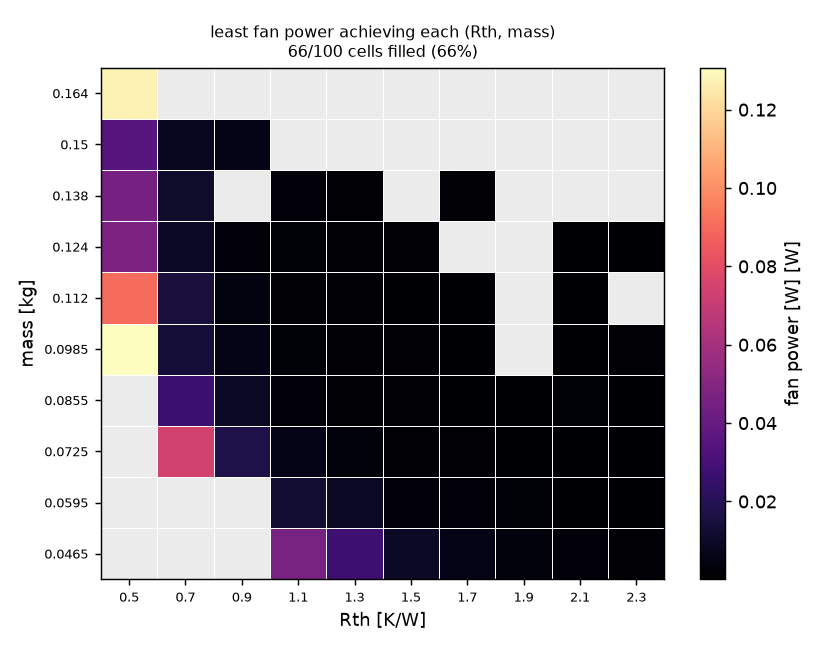 least fan power achieving each (Rth, mass)
66/100 cells filled (66%)
mass [kg]
0.164
0.15
0.138
0.124
0.112
0.0985
0.0855
0.0725
0.0595
0.0465
0.5 0.7 0.9 1.1 1.3 1.5 1.7 1.9 2.1 2.3
Rth [K/W]
0.12
0.10
0.08
0.06
0.04
0.02
fan power [W] [W]